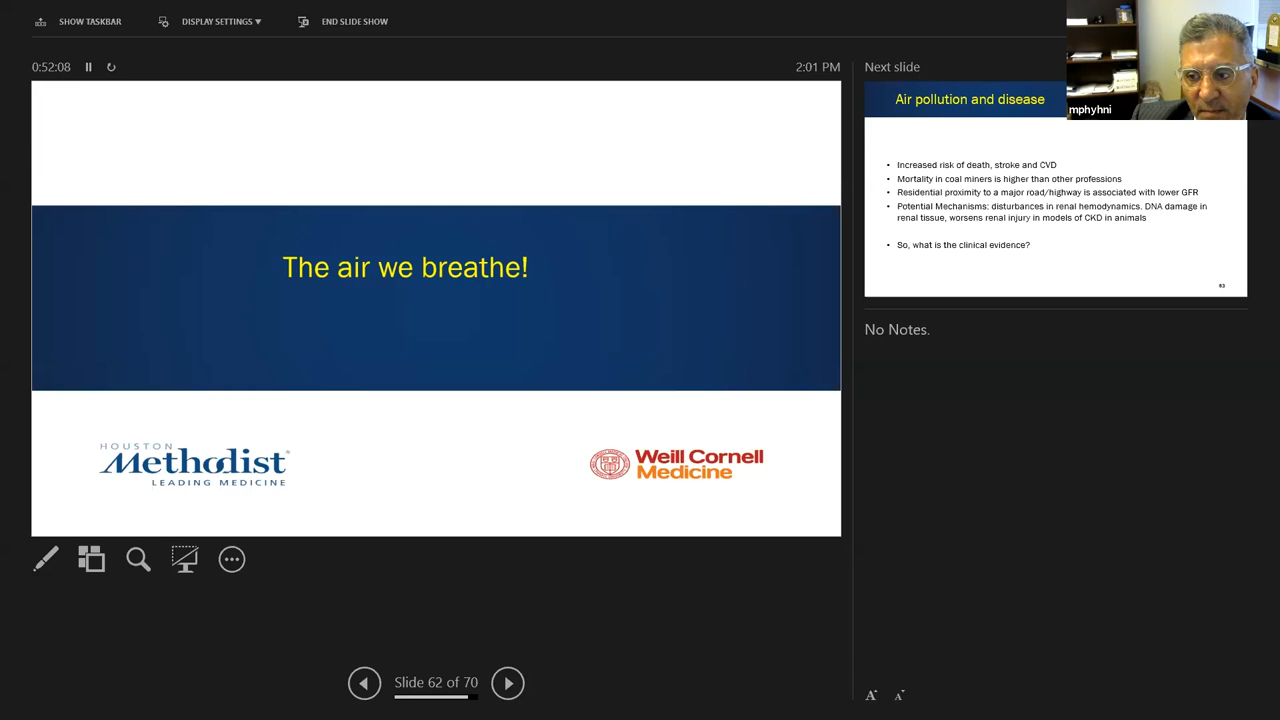 SHOW TASKBAR
DISPLAY SETTINGS ▼
END SLIDE SHOW
0:52:08
2:01 PM
The air we breathe!
HOUSTON
Methodist
LEADING MEDICINE
Weill Cornell
Medicine
Slide 62 of 70
Next slide
mphyhni
Air pollution and disease
• Increased risk of death, stroke and CVD
• Mortality in coal miners is higher than other professions
• Residential proximity to a major road/highway is associated with lower GFR
• Potential Mechanisms: disturbances in renal hemodynamics. DNA damage in
renal tissue, worsens renal injury in models of CKD in animals
• So, what is the clinical evidence?
63
No Notes.
A A